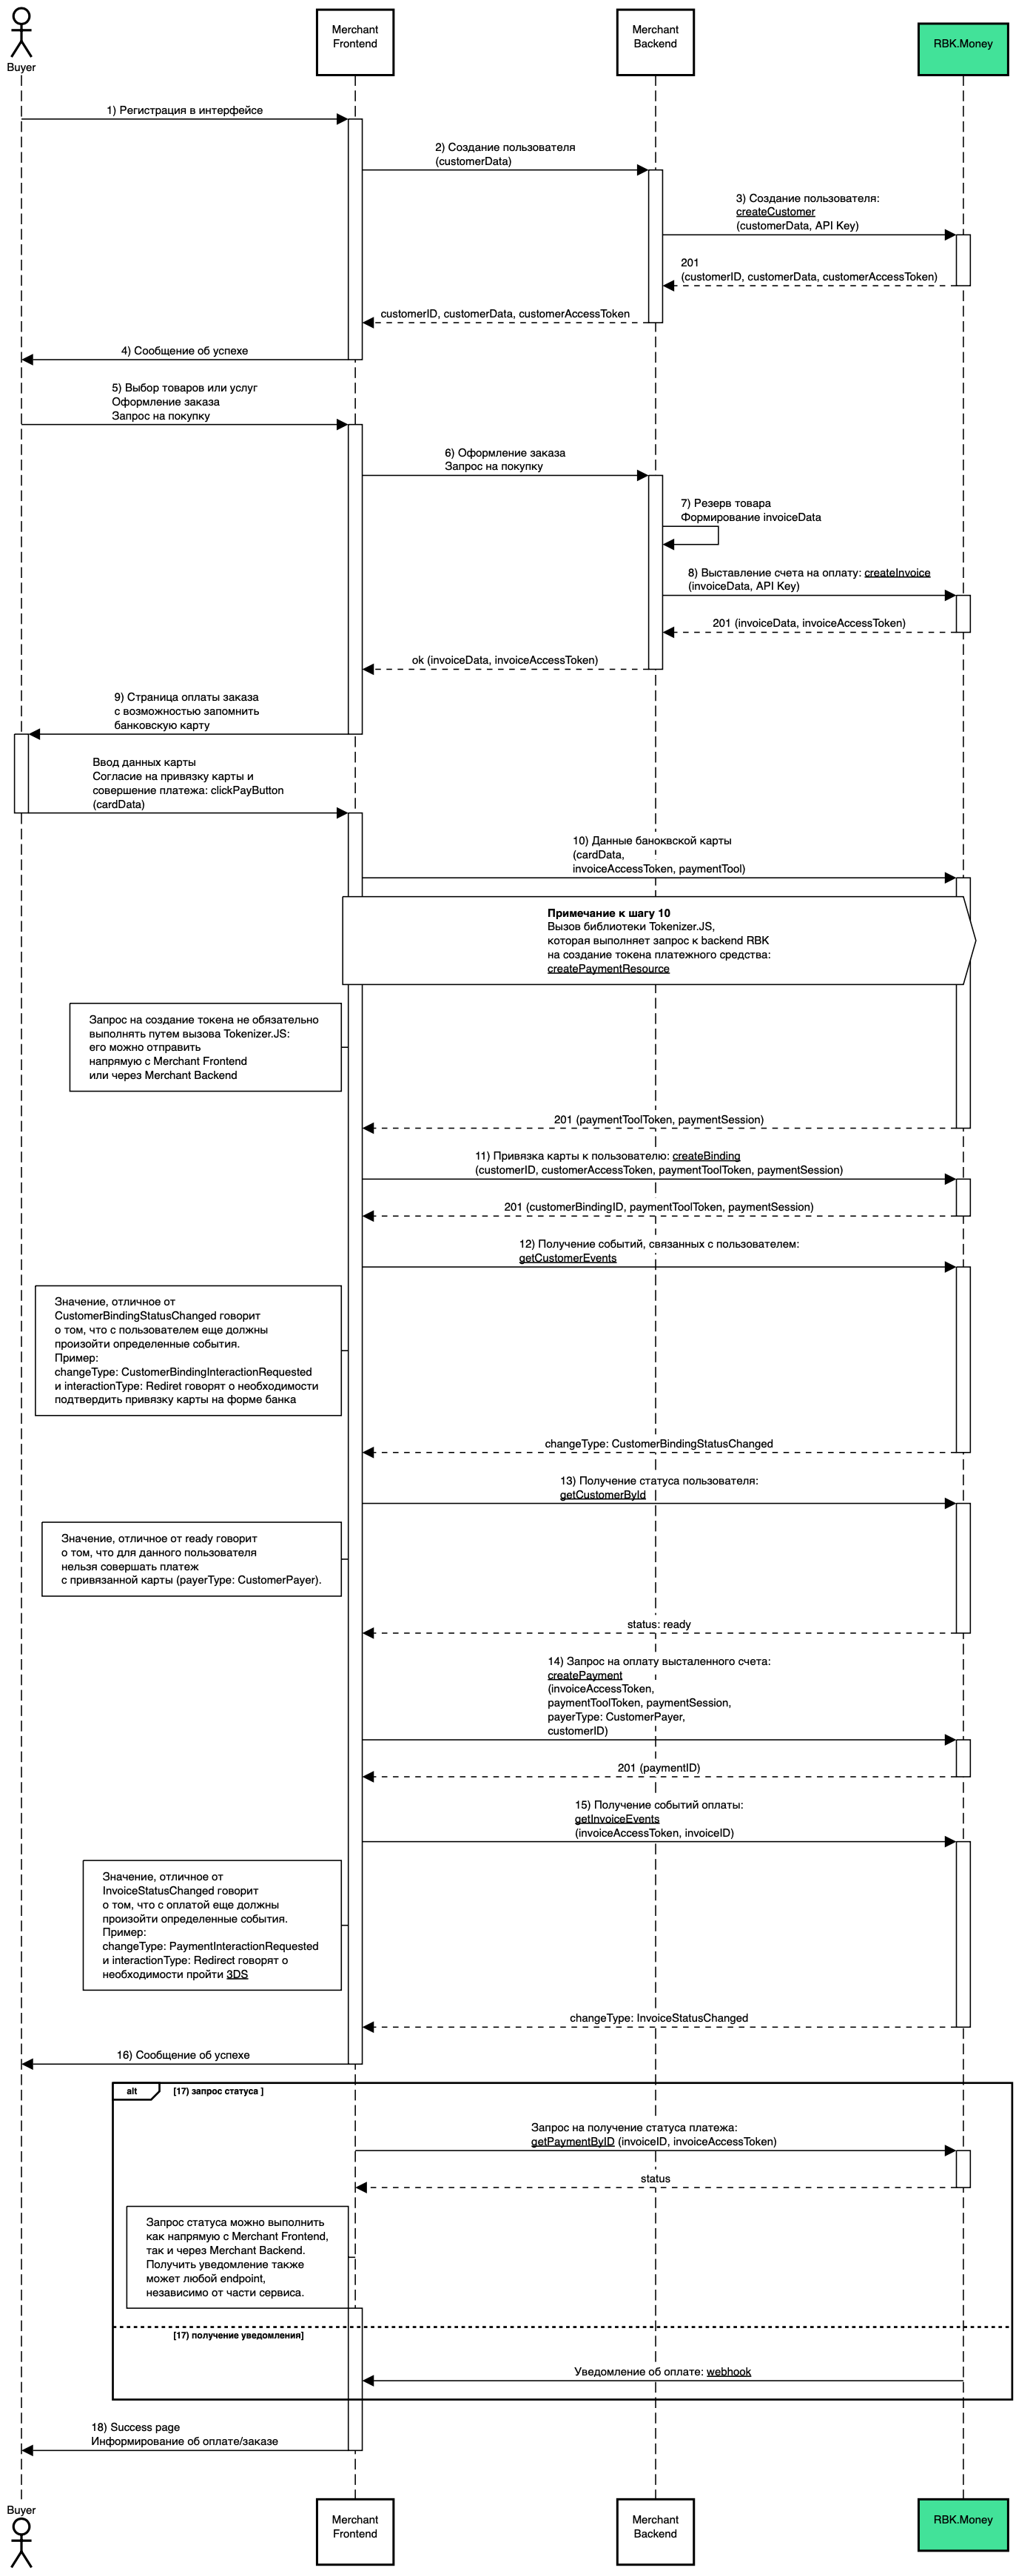 Merchant
Frontend
Merchant
Backend
RBK.Money
Buyer
1) Регистрация в интерфейсе
2) Создание пользователя
(customerData)
3) Создание пользователя:
createCustomer
(customerData, API Key)
201
(customerID, customerData, customerAccessToken)
customerID, customerData, customerAccessToken
4) Сообщение об успехе
5) Выбор товаров или услуг
Оформление заказа
Запрос на покупку
6) Оформление заказа
Запрос на покупку
7) Резерв товара
Формирование invoiceData
8) Выставление счета на оплату: createInvoice
(invoiceData, API Key)
201 (invoiceData, invoiceAccessToken)
ok (invoiceData, invoiceAccessToken)
9) Страница оплаты заказа
с возможностью запомнить
банковскую карту
Ввод данных карты
Согласие на привязку карты и
совершение платежа: clickPayButton
(cardData)
10) Данные баноквской карты
(cardData,
invoiceAccessToken, paymentTool)
Примечание к шагу 10
Вызов библиотеки Tokenizer.JS,
которая выполняет запрос к backend RBK
на создание токена платежного средства:
createPaymentResource
Запрос на создание токена не обязательно
выполнять путем вызова Tokenizer.JS:
его можно отправить
напрямую с Merchant Frontend
или через Merchant Backend
201 (paymentToolToken, paymentSession)
11) Привязка карты к пользователю: createBinding
(customerID, customerAccessToken, paymentToolToken, paymentSession)
201 (customerBindingID, paymentToolToken, paymentSession)
12) Получение событий, связанных с пользователем:
getCustomerEvents
Значение, отличное от
CustomerBindingStatusChanged говорит
о том, что с пользователем еще должны
произойти определенные события.
Пример:
changeType: CustomerBindingInteractionRequested
и interactionType: Rediret говорят о необходимости
подтвердить привязку карты на форме банка
changeType: CustomerBindingStatusChanged
13) Получение статуса пользователя:
getCustomerById
Значение, отличное от ready говорит
о том, что для данного пользователя
нельзя совершать платеж
с привязанной карты (payerType: CustomerPayer).
status: ready
14) Запрос на оплату высталенного счета:
createPayment
(invoiceAccessToken,
paymentToolToken, paymentSession,
payerType: CustomerPayer,
customerID)
201 (paymentID)
15) Получение событий оплаты:
getInvoiceEvents
(invoiceAccessToken, invoiceID)
Значение, отличное от
InvoiceStatusChanged говорит
о том, что с оплатой еще должны
произойти определенные события.
Пример:
changeType: PaymentInteractionRequested
и interactionType: Redirect говорят о
необходимости пройти 3DS
changeType: InvoiceStatusChanged
16) Сообщение об успехе
alt [17) запрос статуса ]
Запрос на получение статуса платежа:
getPaymentByID (invoiceID, invoiceAccessToken)
status
Запрос статуса можно выполнить
как напрямую с Merchant Frontend,
так и через Merchant Backend.
Получить уведомление также
может любой endpoint,
независимо от части сервиса.
[17) получение уведомления]
Уведомление об оплате: webhook
18) Success page
Информирование об оплате/заказе
Buyer
Merchant
Frontend
Merchant
Backend
RBK.Money